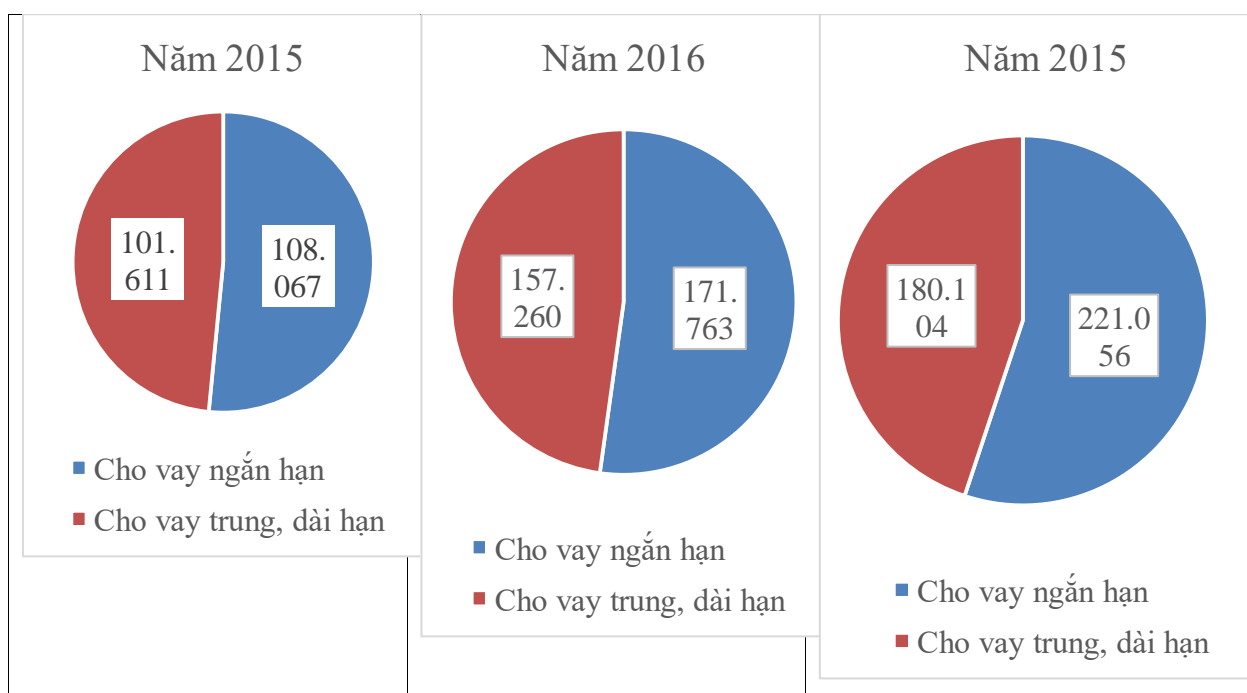 Năm 2015
101.
611
108.
067
Cho vay ngắn hạn
Cho vay trung, dài hạn
Năm 2016
157.
260
171.
763
Cho vay ngắn hạn
Cho vay trung, dài hạn
Năm 2015
180.1
04
221.0
56
Cho vay ngắn hạn
Cho vay trung, dài hạn